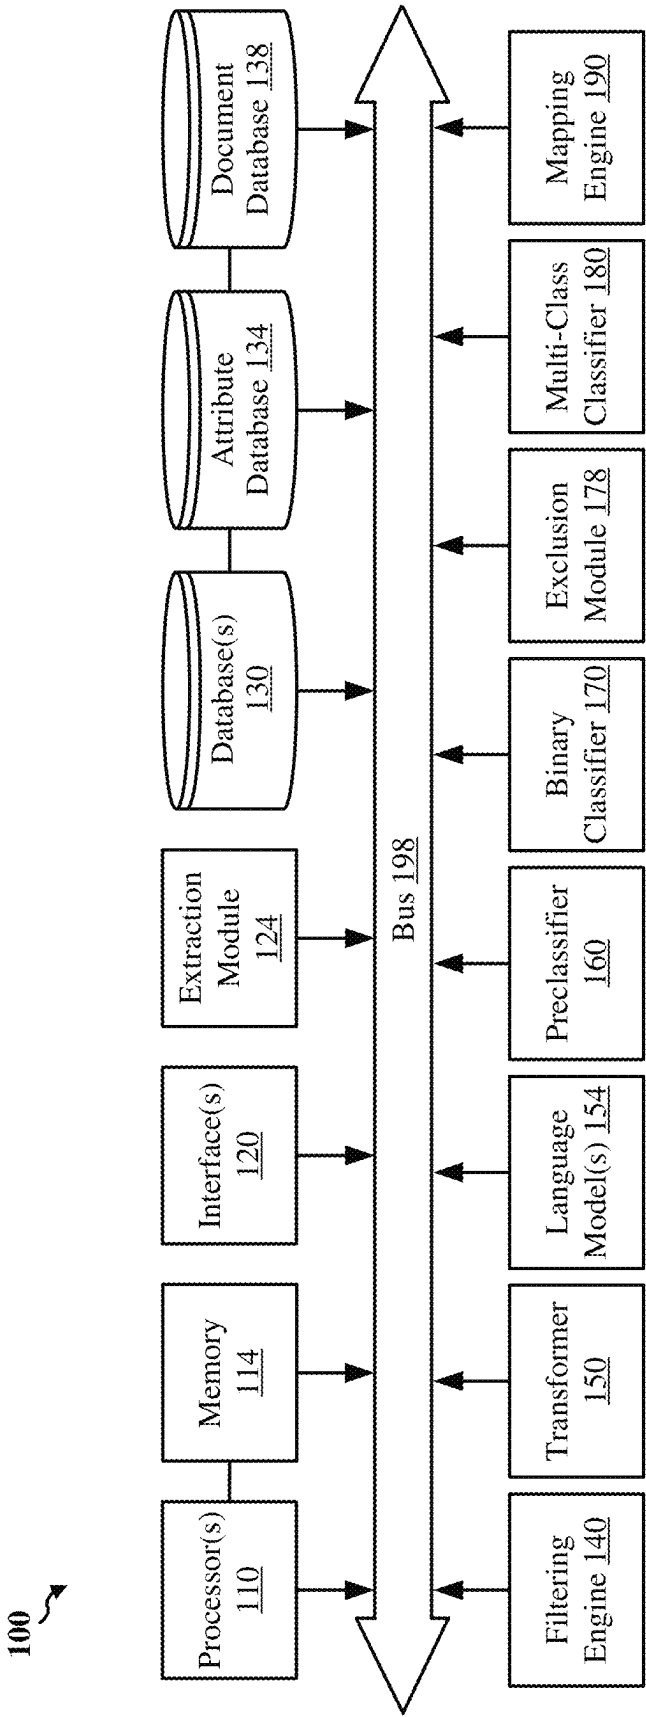 100
Processor(s)
110
Memory
114
Interface(s)
120
Extraction
Module
124
Database(s)
130
Attribute
Database 134
Document
Database 138
Bus 198
Filtering
Engine 140
Transformer
150
Language
Model(s) 154
Preclassifier
160
Binary
Classifier 170
Exclusion
Module 178
Multi-Class
Classifier 180
Mapping
Engine 190